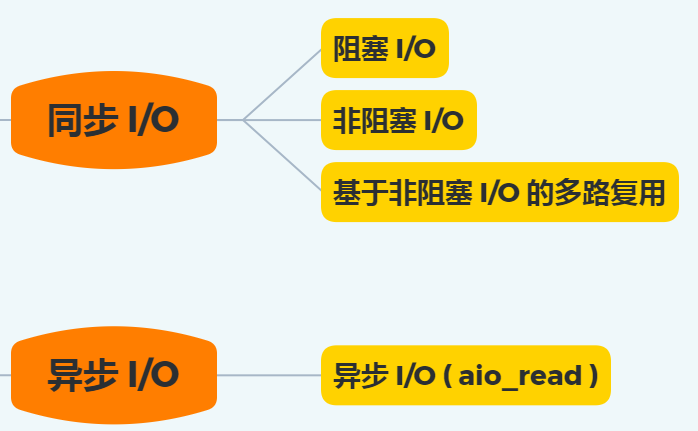 同步 I/O
阻塞 I/O
非阻塞 I/O
基于非阻塞 I/O 的多路复用
异步 I/O
异步 I/O ( aio_read )